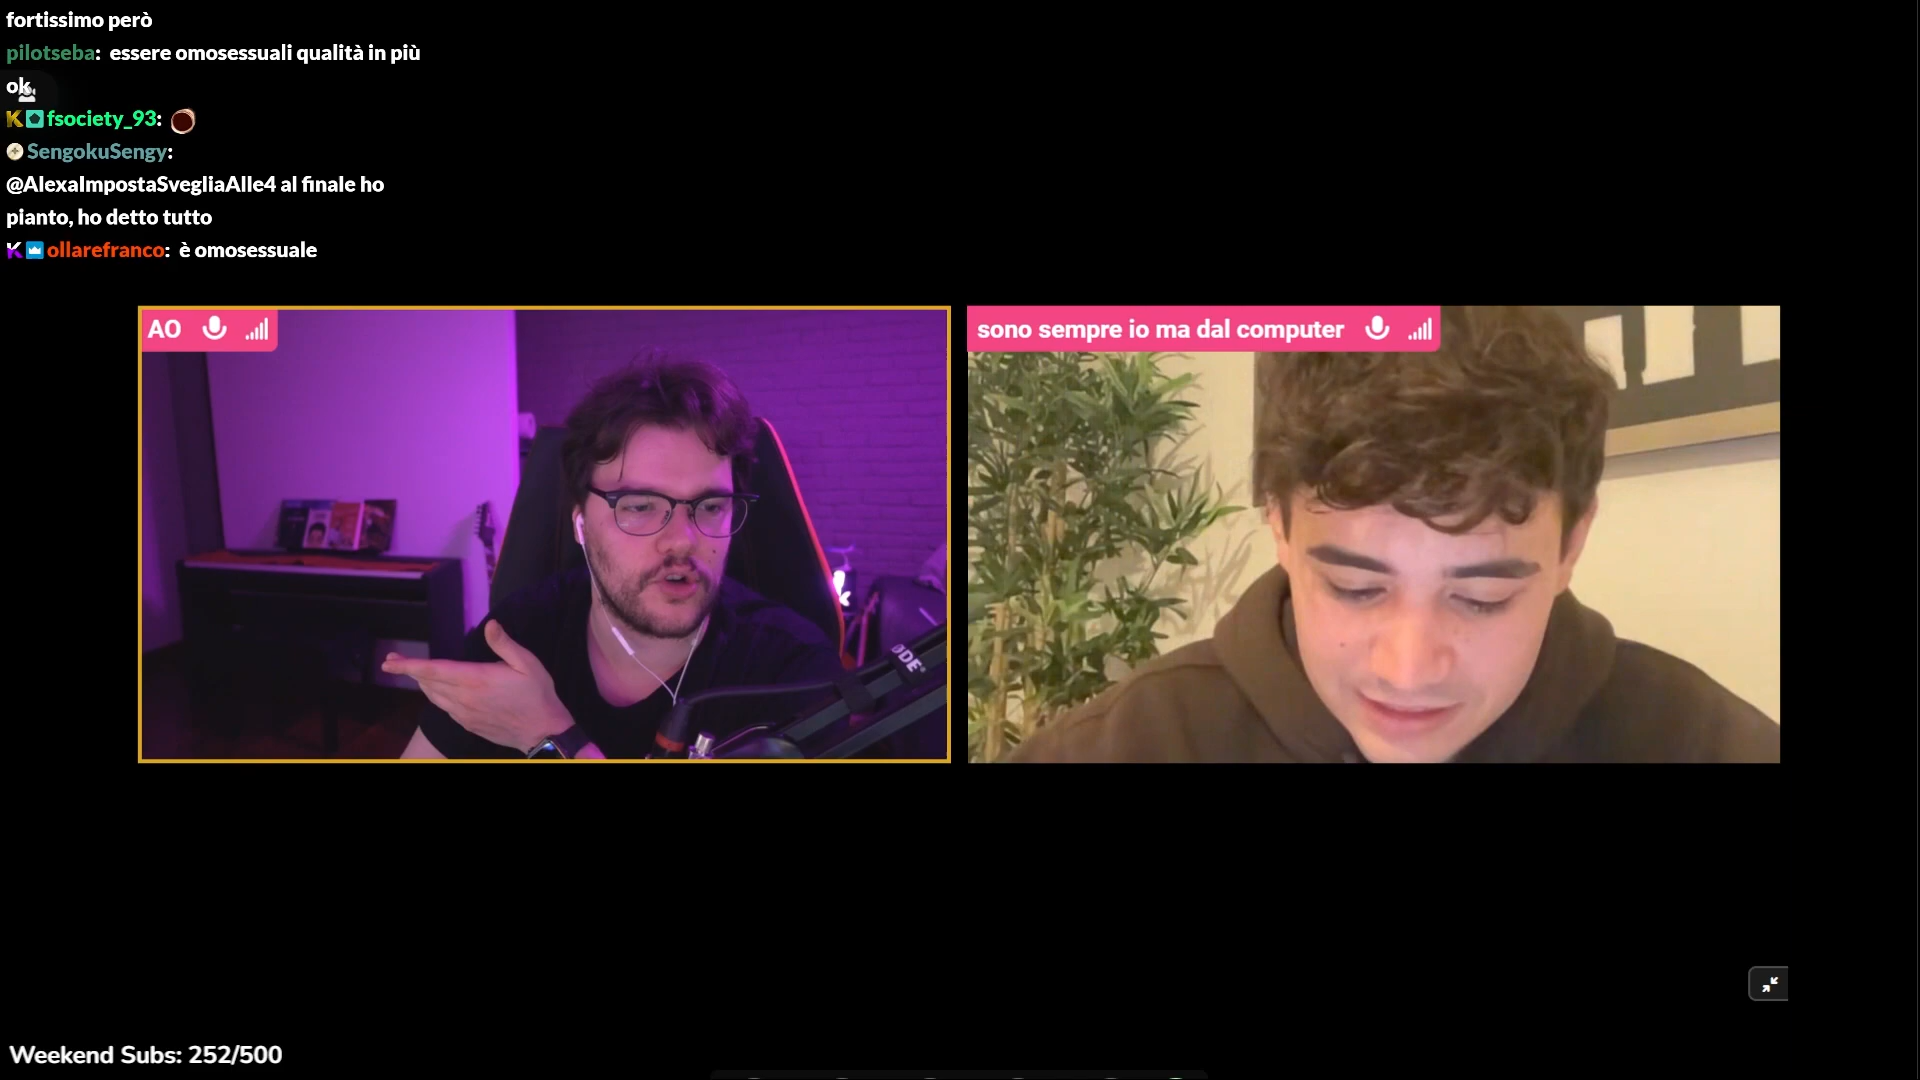 fortissimo però
pilotseba: essere omosessuali qualità in più
ok
fsociety_93:
SengokuSengy:
@AlexaImpostaSvegliaAlle4 al finale ho
pianto, ho detto tutto
ollarefranco: è omosessuale
AO
sono sempre io ma dal computer
Weekend Subs: 252/500